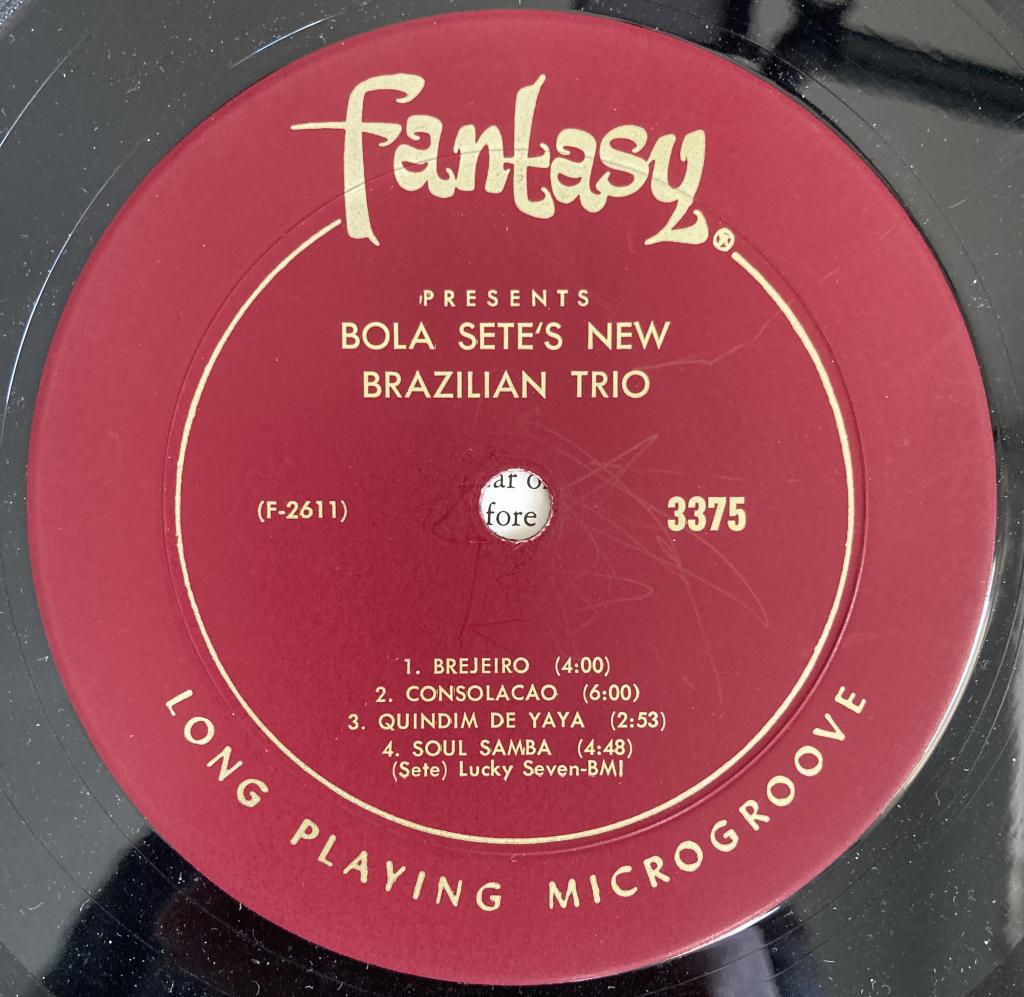 fantasy®
PRESENTS
BOLA SETE'S NEW
BRAZILIAN TRIO
ar o
(F-2611)
fore
3375
1. BREJEIRO (4:00)
2. CONSOLACAO (6:00)
3. QUINDIM DE YAYA (2:53)
4. SOUL SAMBA (4:48)
(Sete) Lucky Seven-BMI
LONG PLAYING MICROGROOVE